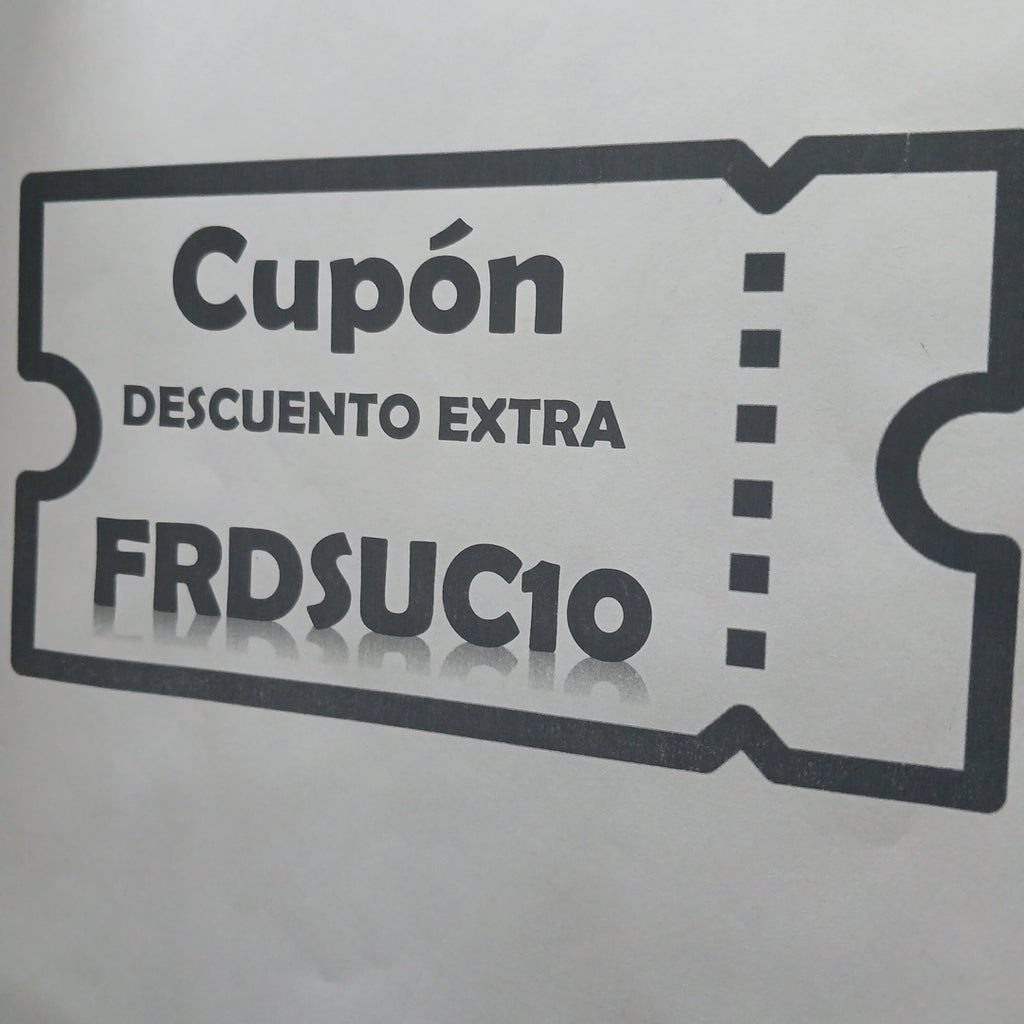 Cupón
DESCUENTO EXTRA
FRDSUC10